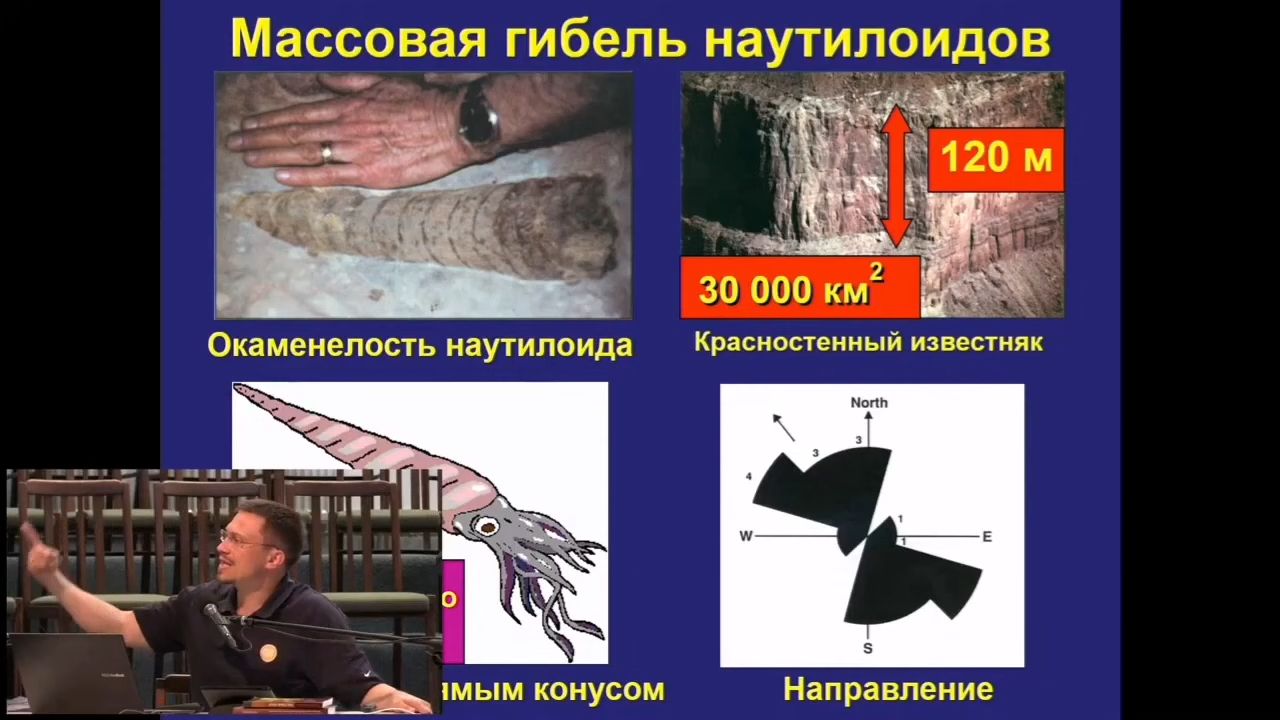 Массовая гибель наутилоидов
120 м
30 000 км²
Окаменелость наутилоида
Красностенный известняк
North
3
3
4
1
W
E
1
S
Направление